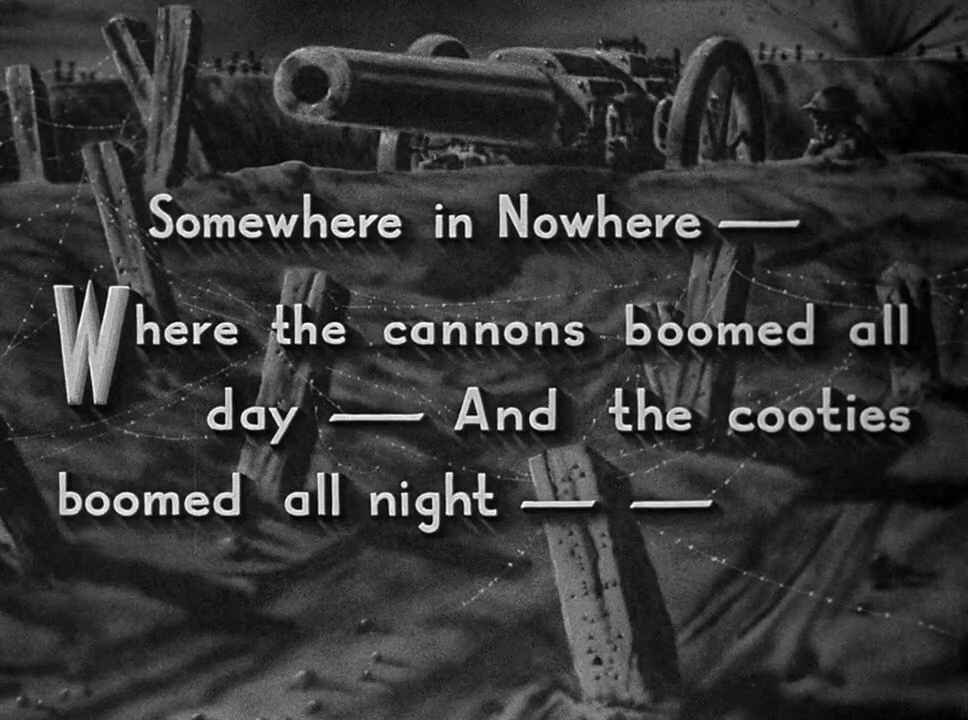 Somewhere in Nowhere —
Where the cannons boomed all
day — And the cooties
boomed all night — —